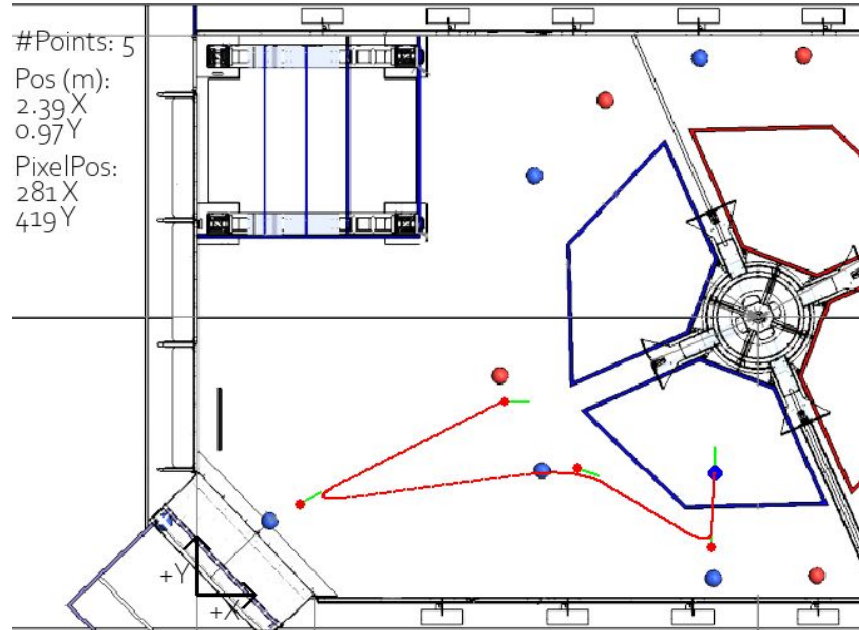 #Points: 5
Pos (m):
2.39 X
0.97 Y
PixelPos:
281 X
419 Y
+Y
+X